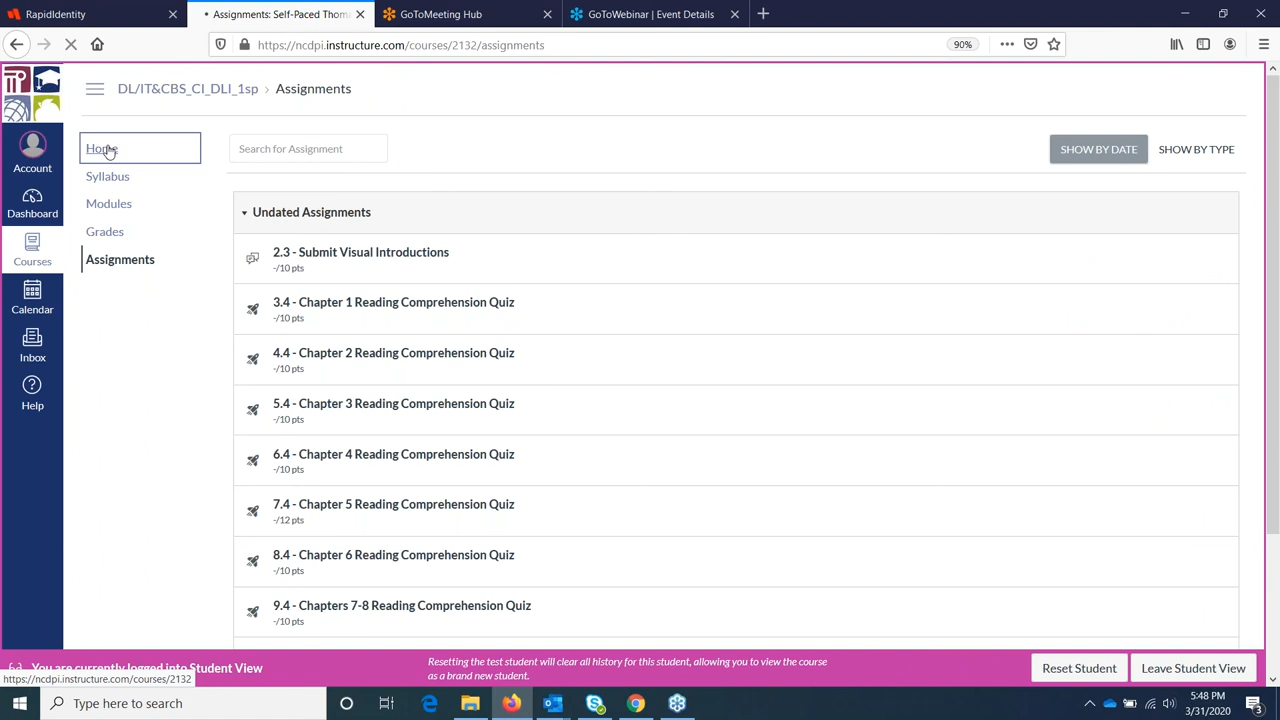 RapidIdentity
Assignments: Self-Paced Thoma
GoToMeeting Hub
GoToWebinar | Event Details
https://ncdpi.instructure.com/courses/2132/assignments
90%
DL/IT&CBS_CI_DLI_1sp › Assignments
Home
Search for Assignment
SHOW BY DATE
SHOW BY TYPE
Account
Syllabus
Dashboard
Modules
Undated Assignments
Grades
Courses
Assignments
2.3 - Submit Visual Introductions
-/10 pts
Calendar
3.4 - Chapter 1 Reading Comprehension Quiz
-/10 pts
Inbox
4.4 - Chapter 2 Reading Comprehension Quiz
-/10 pts
Help
5.4 - Chapter 3 Reading Comprehension Quiz
-/10 pts
6.4 - Chapter 4 Reading Comprehension Quiz
-/10 pts
7.4 - Chapter 5 Reading Comprehension Quiz
-/12 pts
8.4 - Chapter 6 Reading Comprehension Quiz
-/10 pts
9.4 - Chapters 7-8 Reading Comprehension Quiz
-/10 pts
You are currently logged into Student View
Resetting the test student will clear all history for this student, allowing you to view the course
as a brand new student.
Reset Student
Leave Student View
https://ncdpi.instructure.com/courses/2132
Type here to search
5:48 PM
3/31/2020
3